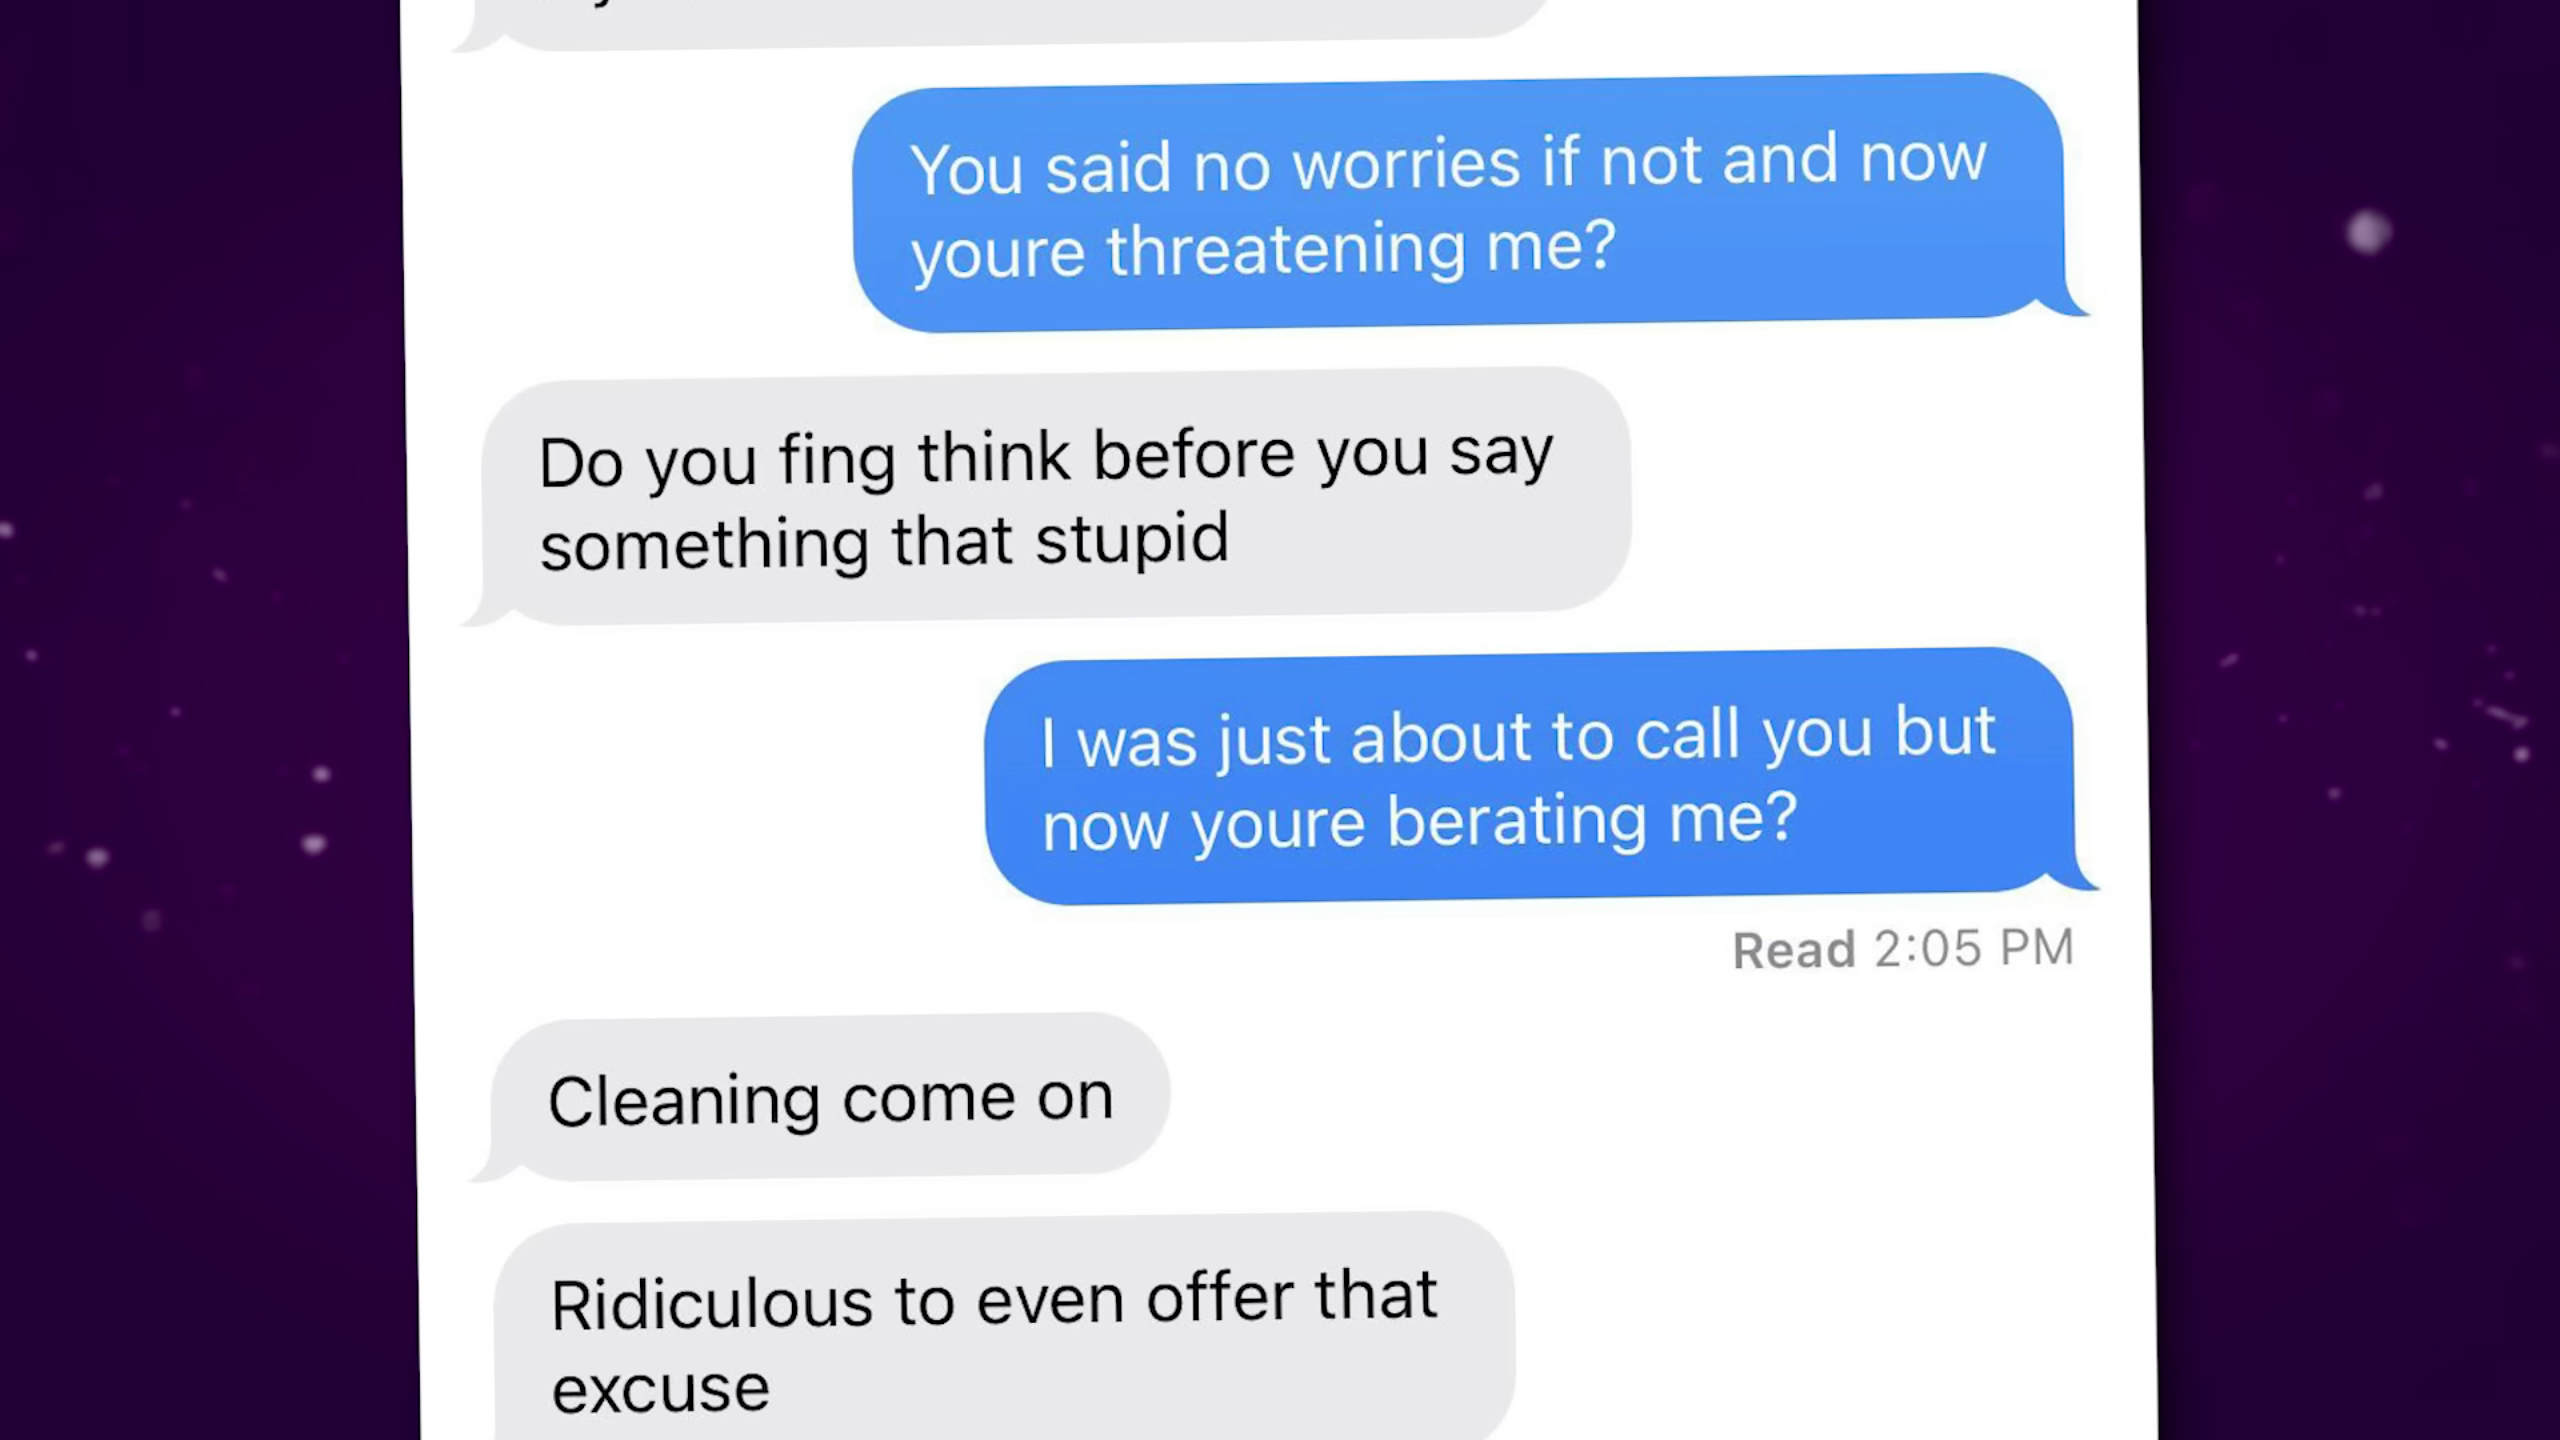 You said no worries if not and now
youre threatening me?
Do you fing think before you say
something that stupid
I was just about to call you but
now youre berating me?
Read 2:05 PM
Cleaning come on
Ridiculous to even offer that
excuse